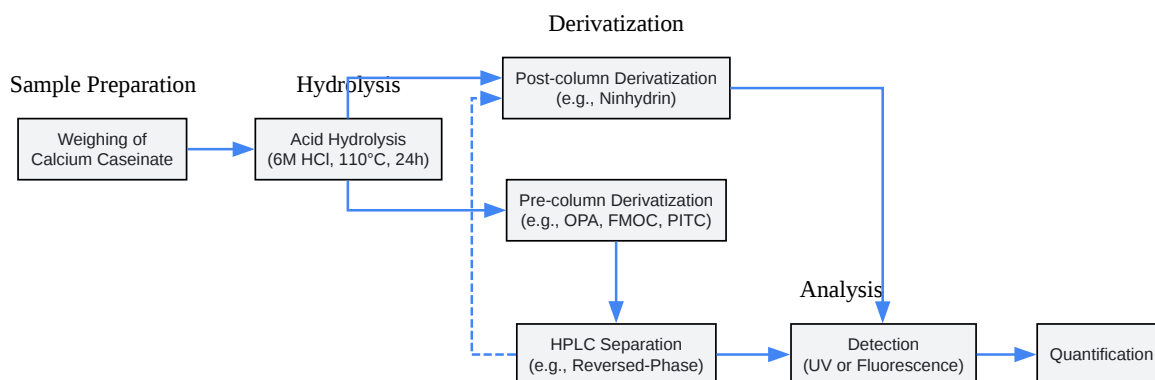 Derivatization
Sample Preparation
Hydrolysis
Post-column Derivatization
(e.g., Ninhydrin)
Weighing of
Calcium Caseinate
Acid Hydrolysis
(6M HCl, 110°C, 24h)
Pre-column Derivatization
(e.g., OPA, FMOC, PITC)
Analysis
HPLC Separation
(e.g., Reversed-Phase)
Detection
(UV or Fluorescence)
Quantification